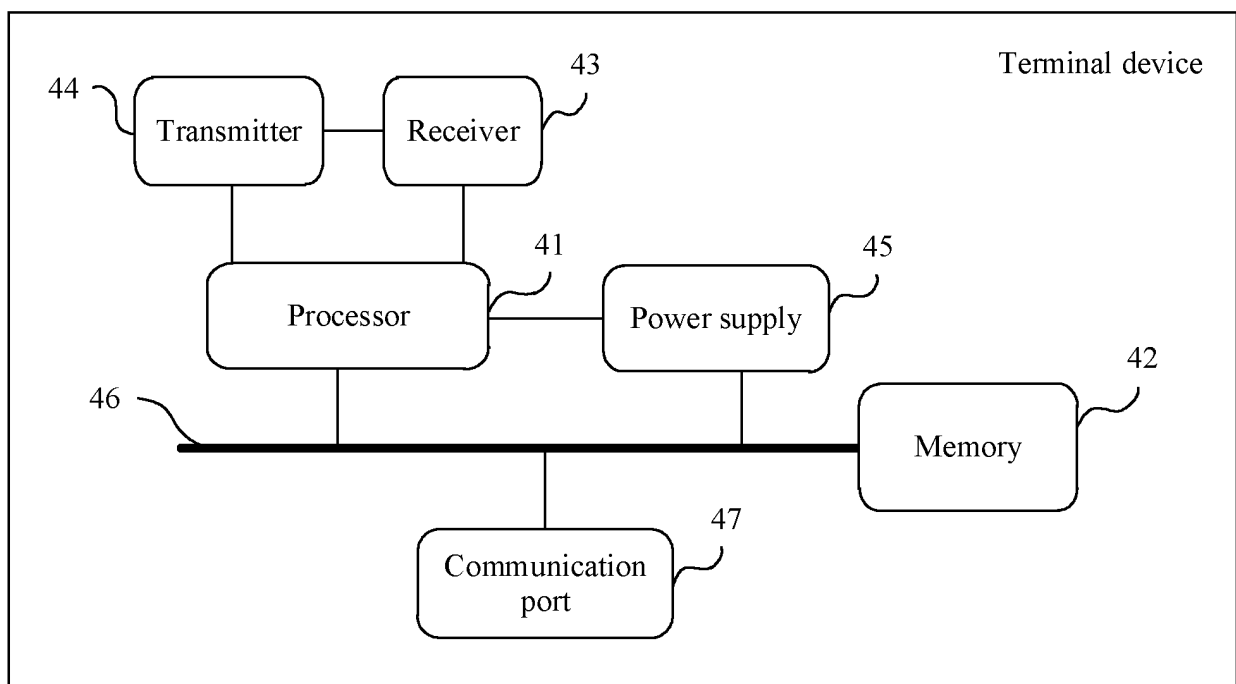 Terminal device
44
Transmitter
Receiver
43
Processor
41
Power supply
45
46
Memory
42
Communication
port
47